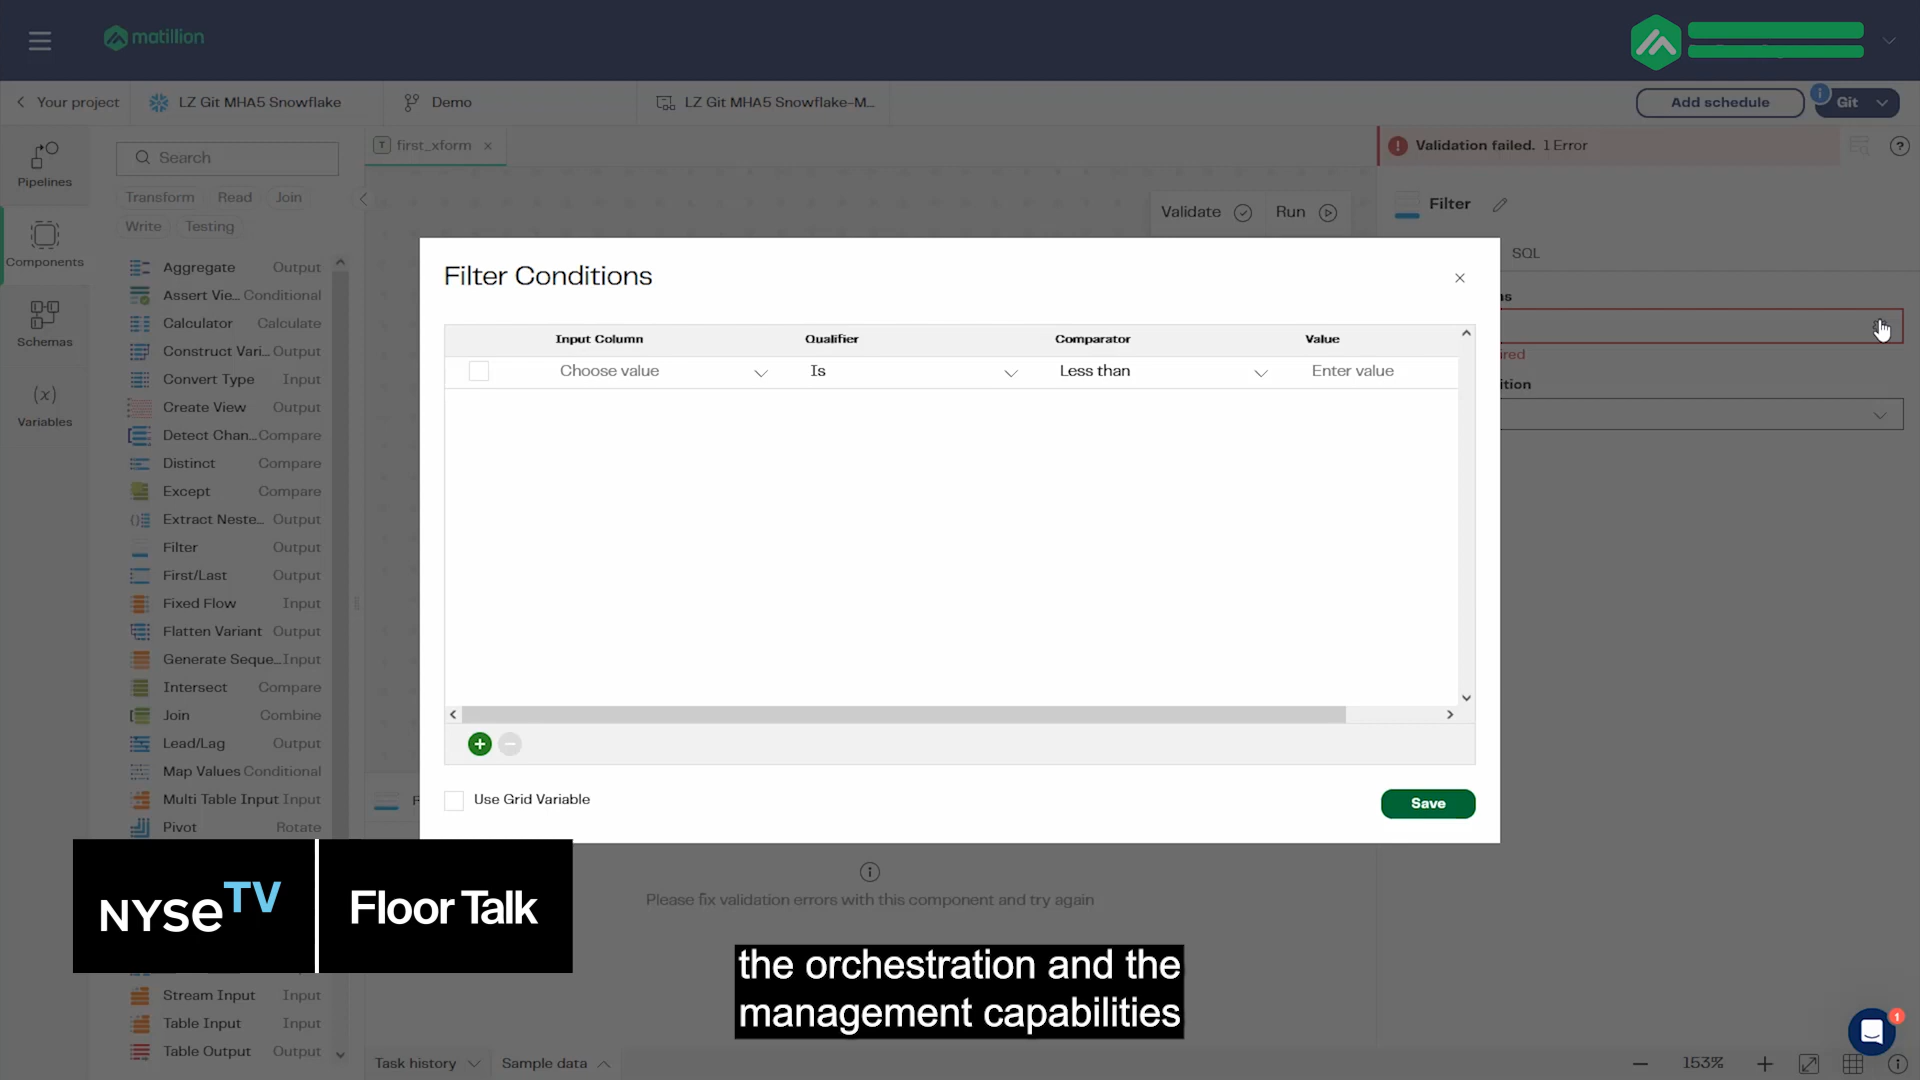 matillion
Your project
LZ Git MHA5 Snowflake
Demo
LZ Git MHA5 Snowflake-M...
Add schedule
i
Git
Pipelines
Components
Schemas
(x)
Variables
Search
Transform
Read
Join
Write
Testing
Aggregate Output
Assert Vie... Conditional
Calculator Calculate
Construct Vari... Output
Convert Type Input
Create View Output
Detect Chan... Compare
Distinct Compare
Except Compare
Extract Neste... Output
Filter Output
First/Last Output
Fixed Flow Input
Flatten Variant Output
Generate Seque... Input
Intersect Compare
Join Combine
Lead/Lag Output
Map Values Conditional
Multi Table Input Input
Pivot Rotate
Stream Input Input
Table Input Input
Table Output Output
T first_xform
Validate
Run
Validation failed. 1 Error
Filter
SQL
Filter Conditions
Input Column Qualifier Comparator Value
Choose value Is Less than Enter value
Use Grid Variable
Save
Please fix validation errors with this component and try again
NYSE TV
Floor Talk
the orchestration and the
management capabilities
Task history
Sample data
153%
1